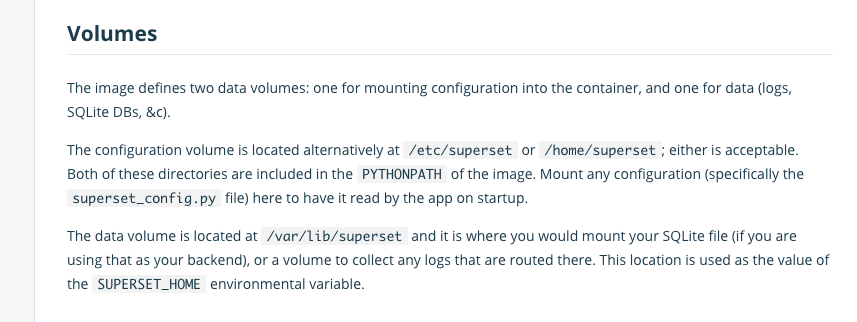 Volumes
The image defines two data volumes: one for mounting configuration into the container, and one for data (logs,
SQLite DBs, &c).
The configuration volume is located alternatively at /etc/superset or /home/superset; either is acceptable.
Both of these directories are included in the PYTHONPATH of the image. Mount any configuration (specifically the
superset_config.py file) here to have it read by the app on startup.
The data volume is located at /var/lib/superset and it is where you would mount your SQLite file (if you are
using that as your backend), or a volume to collect any logs that are routed there. This location is used as the value of
the SUPERSET_HOME environmental variable.